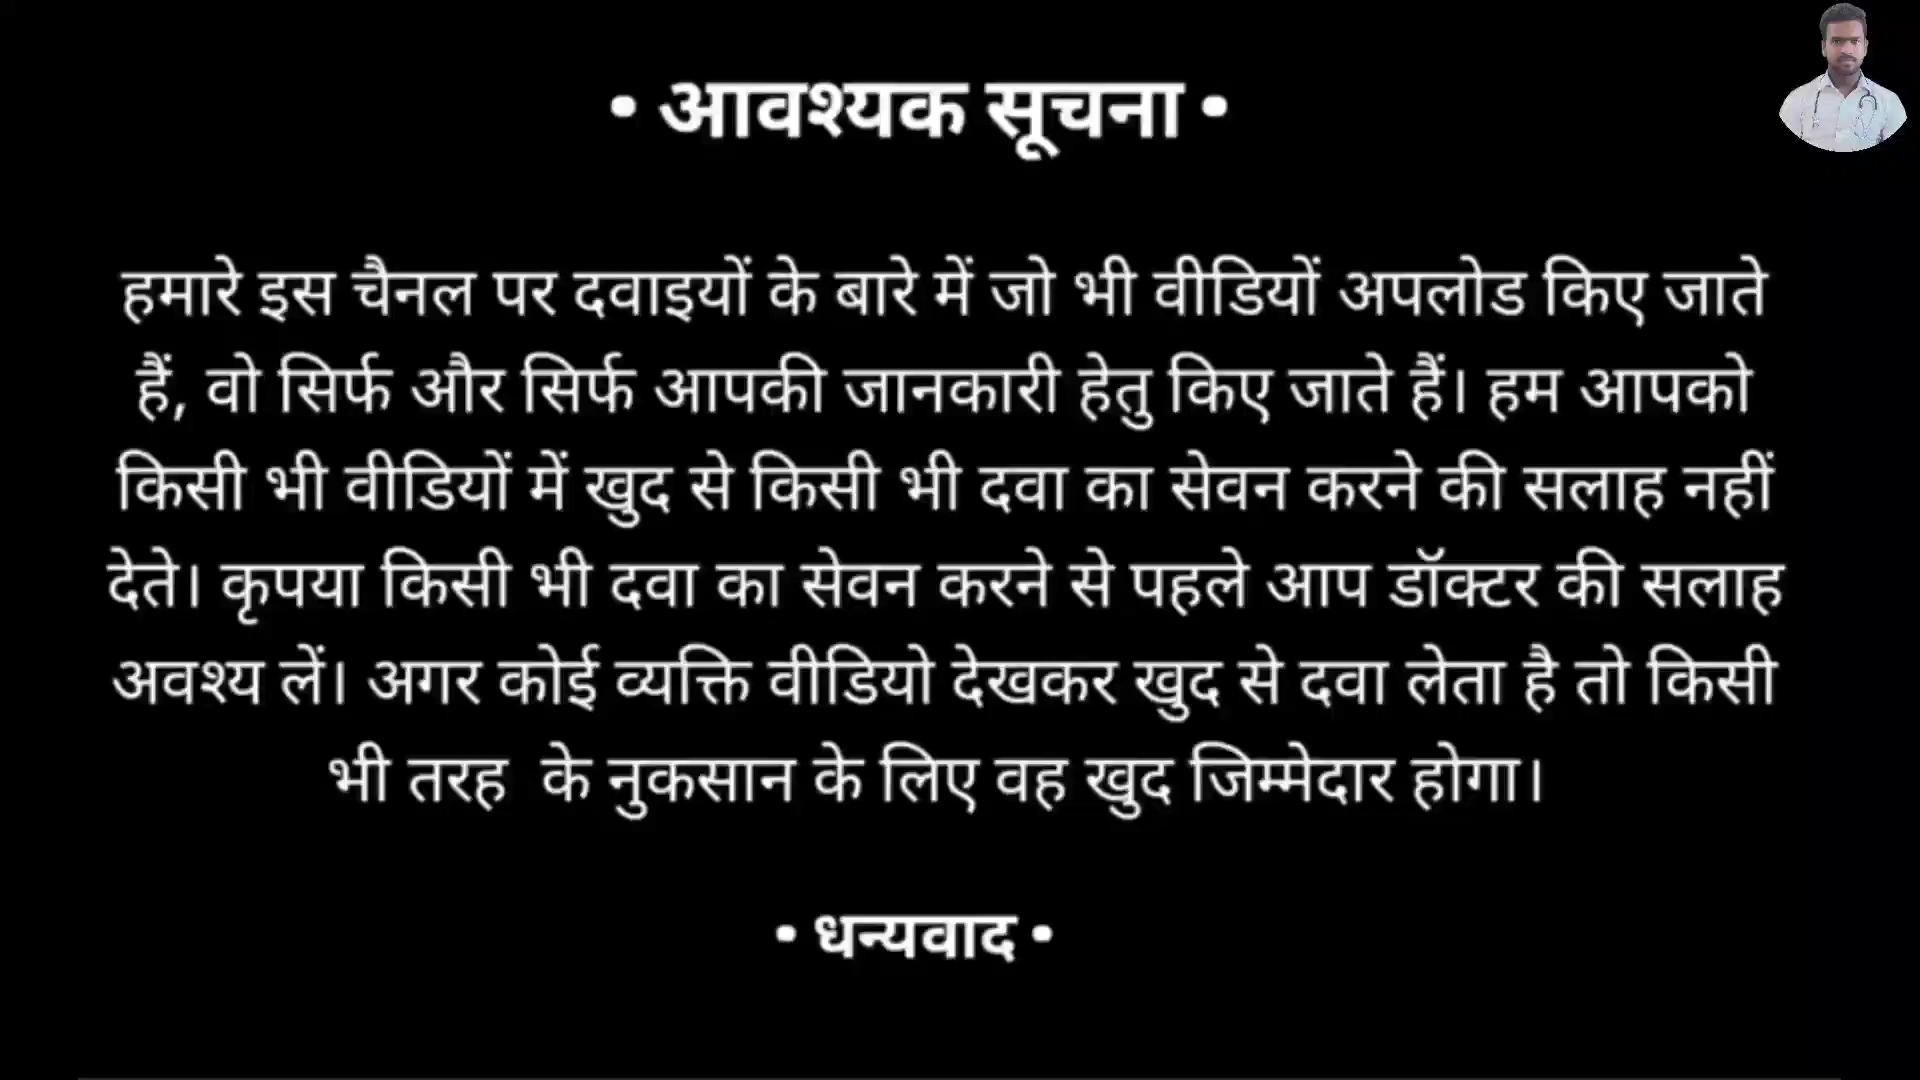 • आवश्यक सूचना •
हमारे इस चैनल पर दवाइयों के बारे में जो भी वीडियों अपलोड किए जाते
हैं, वो सिर्फ और सिर्फ आपकी जानकारी हेतु किए जाते हैं। हम आपको
किसी भी वीडियों में खुद से किसी भी दवा का सेवन करने की सलाह नहीं
देते। कृपया किसी भी दवा का सेवन करने से पहले आप डॉक्टर की सलाह
अवश्य लें। अगर कोई व्यक्ति वीडियो देखकर खुद से दवा लेता है तो किसी
भी तरह के नुकसान के लिए वह खुद जिम्मेदार होगा।
• धन्यवाद •